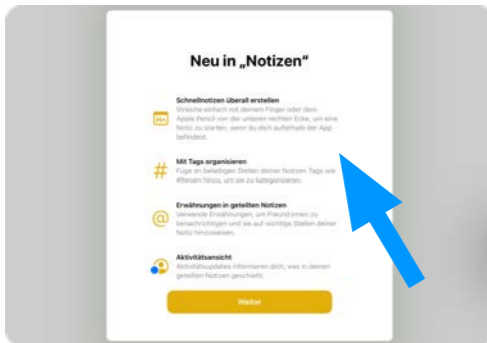 Neu in „Notizen“
Schnellnotizen überall erstellen
Streiche einfach mit deinem Finger oder dem
Apple Pencil von der unteren rechten Ecke, um eine
Notiz zu starten, wenn du dich außerhalb der App
befindest.
Mit Tags organisieren
Füge an beliebigen Stellen deiner Notizen Tags wie
#Reisen hinzu, um sie zu kategorisieren.
Erwähnungen in geteilten Notizen
Verwende Erwähnungen, um Freund:innen zu
benachrichtigen und sie auf wichtige Stellen deiner
Notiz hinzuweisen.
Aktivitätsansicht
Aktivitätsupdates informieren dich, was in deinen
geteilten Notizen geschieht.
Weiter